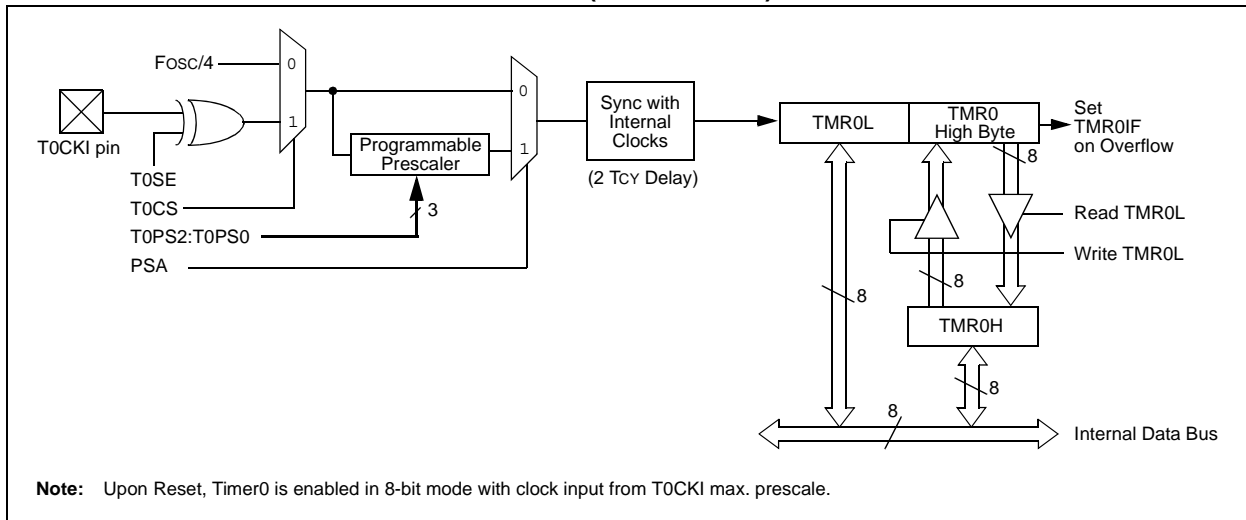 FOSC/4
0
1
T0CKI pin
T0SE
T0CS
T0PS2:T0PS0
PSA
Programmable
Prescaler
3
0
1
Sync with
Internal
Clocks
(2 TCY Delay)
TMR0L
TMR0
High Byte
Set
TMR0IF
on Overflow
8
Read TMR0L
Write TMR0L
8
8
TMR0H
8
8
Internal Data Bus
Note: Upon Reset, Timer0 is enabled in 8-bit mode with clock input from T0CKI max. prescale.